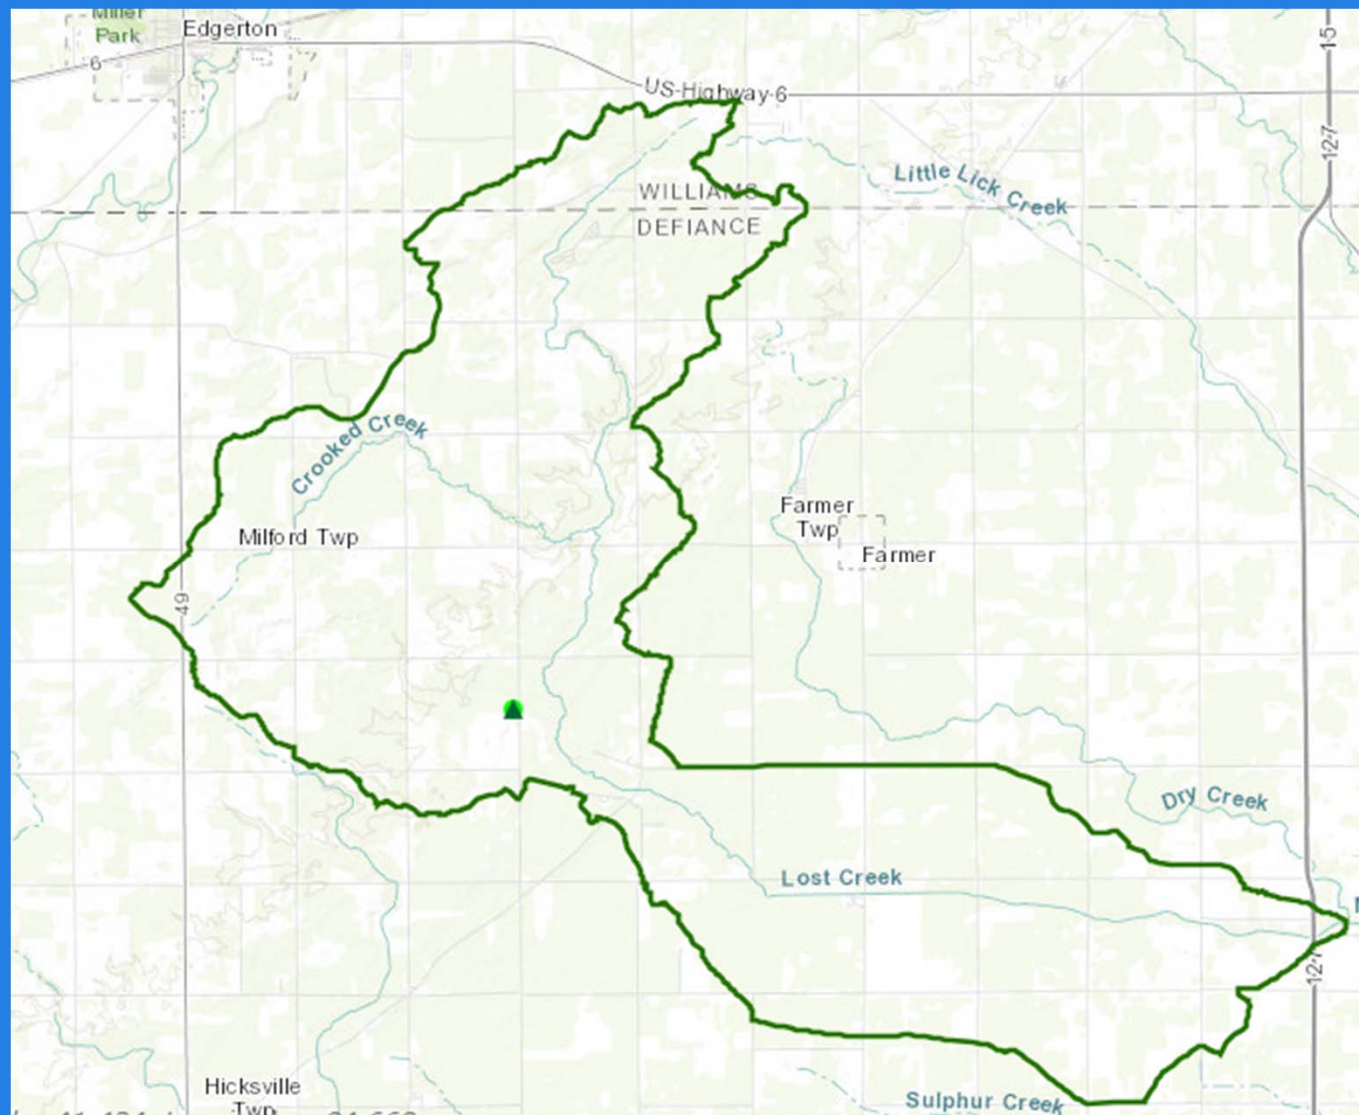 Miller
Park
Edgerton
6
US Highway 6
15
127
Little Lick Creek
WILLIAMS
DEFIANCE
Crooked Creek
Milford Twp
Farmer
Twp
Farmer
49
Dry Creek
Lost Creek
127
Hicksville
Twp
Sulphur Creek